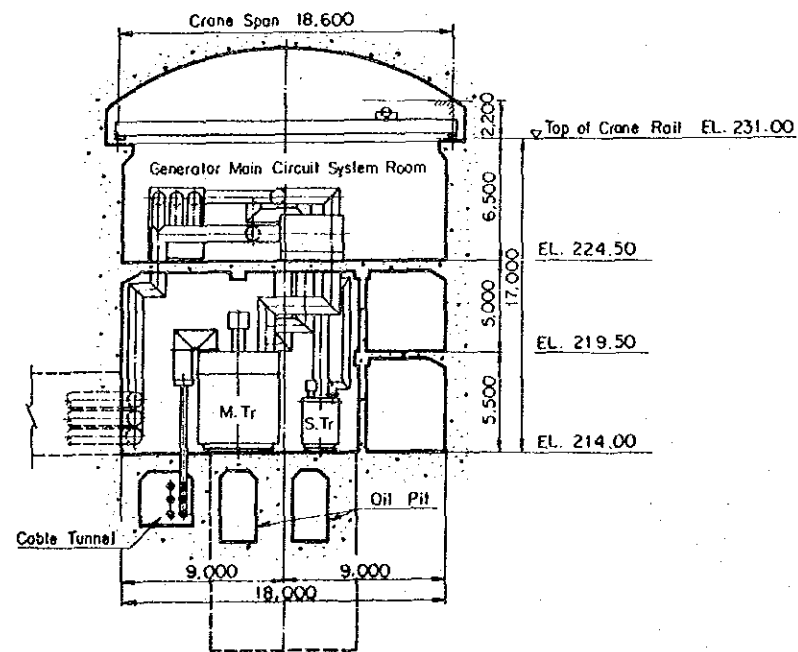 Crane Span 18.600
2,200
Top of Crane Rail EL. 231.00
Generator Main Circuit System Room
6,500
EL. 224.50
17,000
5,000
EL. 219.50
5.500
M.Tr
S.Tr
EL. 214.00
Oil Pit
Cable Tunnel
9.000
9.000
18,000